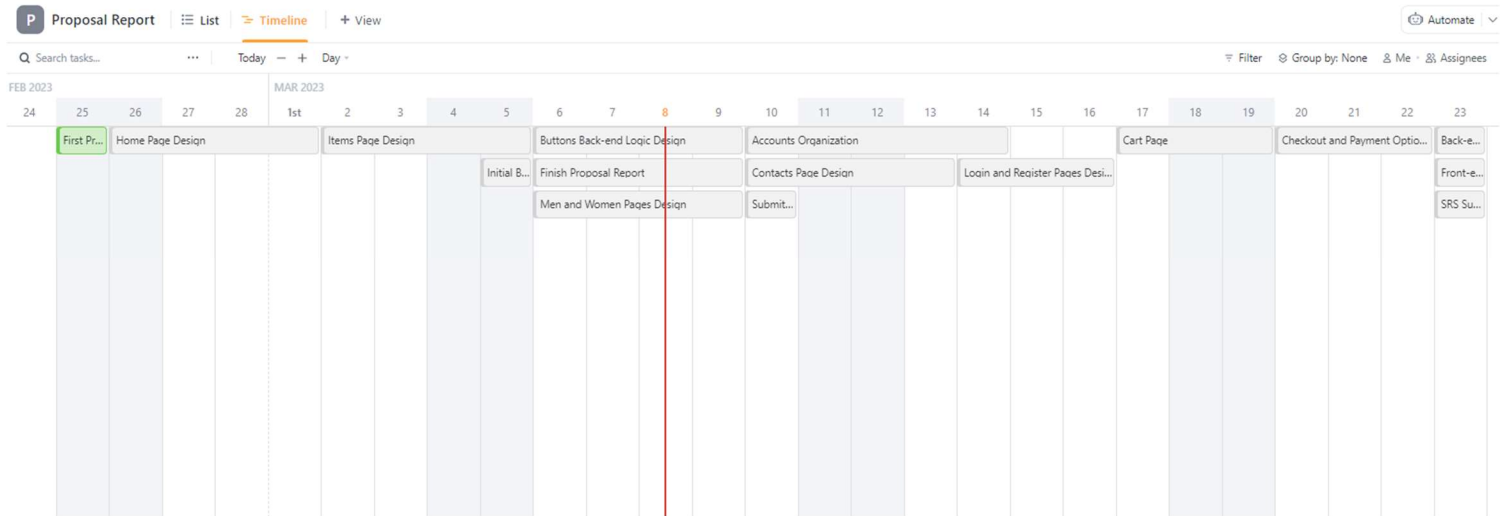 P Proposal Report List Timeline + View Automate
Search tasks... ... Today − + Day Filter Group by: None Me Assignees
FEB 2023 MAR 2023
24 25 26 27 28 1st 2 3 4 5 6 7 8 9 10 11 12 13 14 15 16 17 18 19 20 21 22 23
First Pr... Home Page Design Items Page Design Buttons Back-end Logic Design Accounts Organization Cart Page Checkout and Payment Optio... Back-e...
Initial B... Finish Proposal Report Contacts Page Design Login and Register Pages Desi... Front-e...
Men and Women Pages Design Submit... SRS Su...